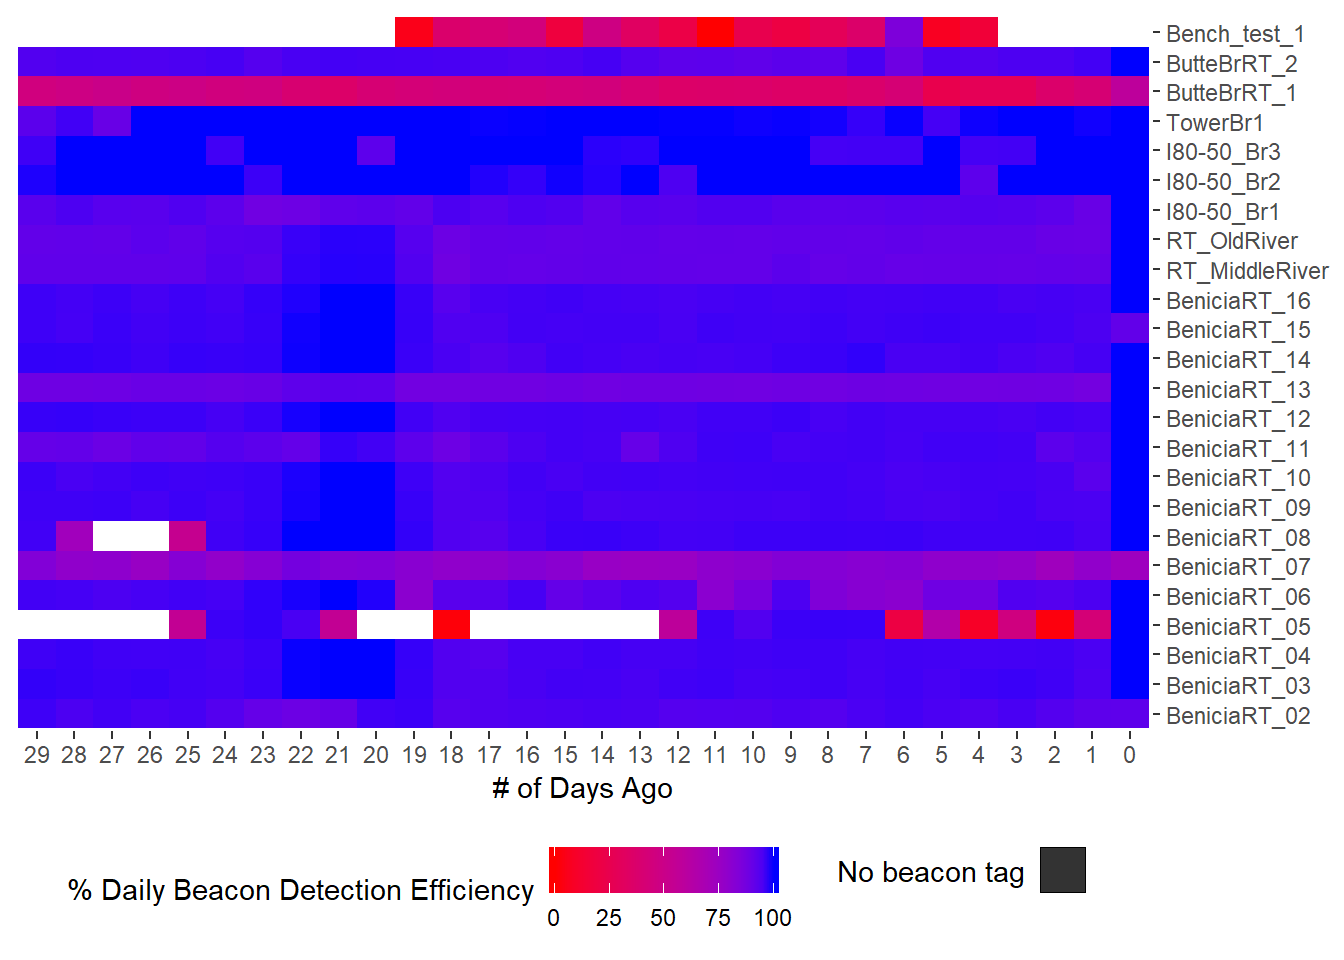 Bench_test_1
ButteBrRT_2
ButteBrRT_1
TowerBr1
I80-50_Br3
I80-50_Br2
I80-50_Br1
RT_OldRiver
RT_MiddleRiver
BeniciaRT_16
BeniciaRT_15
BeniciaRT_14
BeniciaRT_13
BeniciaRT_12
BeniciaRT_11
BeniciaRT_10
BeniciaRT_09
BeniciaRT_08
BeniciaRT_07
BeniciaRT_06
BeniciaRT_05
BeniciaRT_04
BeniciaRT_03
BeniciaRT_02
29 28 27 26 25 24 23 22 21 20 19 18 17 16 15 14 13 12 11 10 9 8 7 6 5 4 3 2 1 0
# of Days Ago
% Daily Beacon Detection Efficiency
0 25 50 75 100
No beacon tag